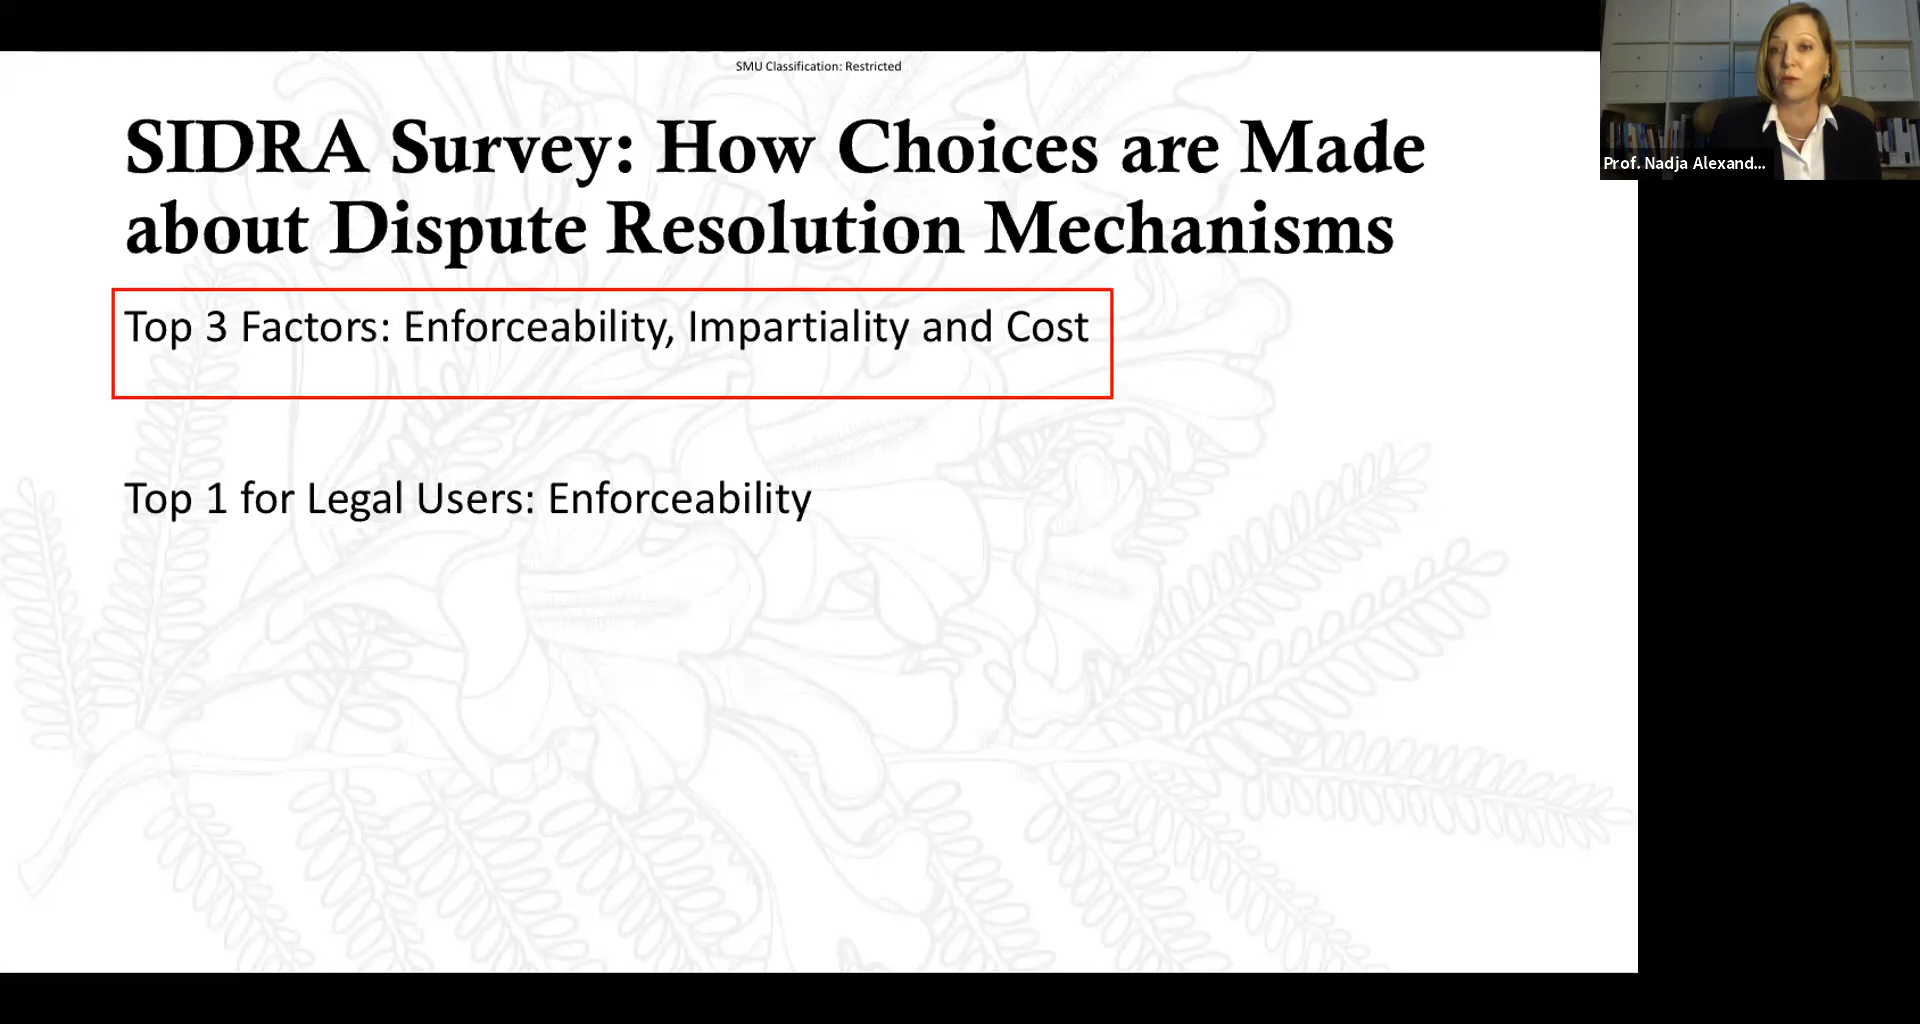 SMU Classification: Restricted
SIDRA Survey: How Choices are Made
about Dispute Resolution Mechanisms
Top 3 Factors: Enforceability, Impartiality and Cost
Top 1 for Legal Users: Enforceability
Prof. Nadja Alexand...